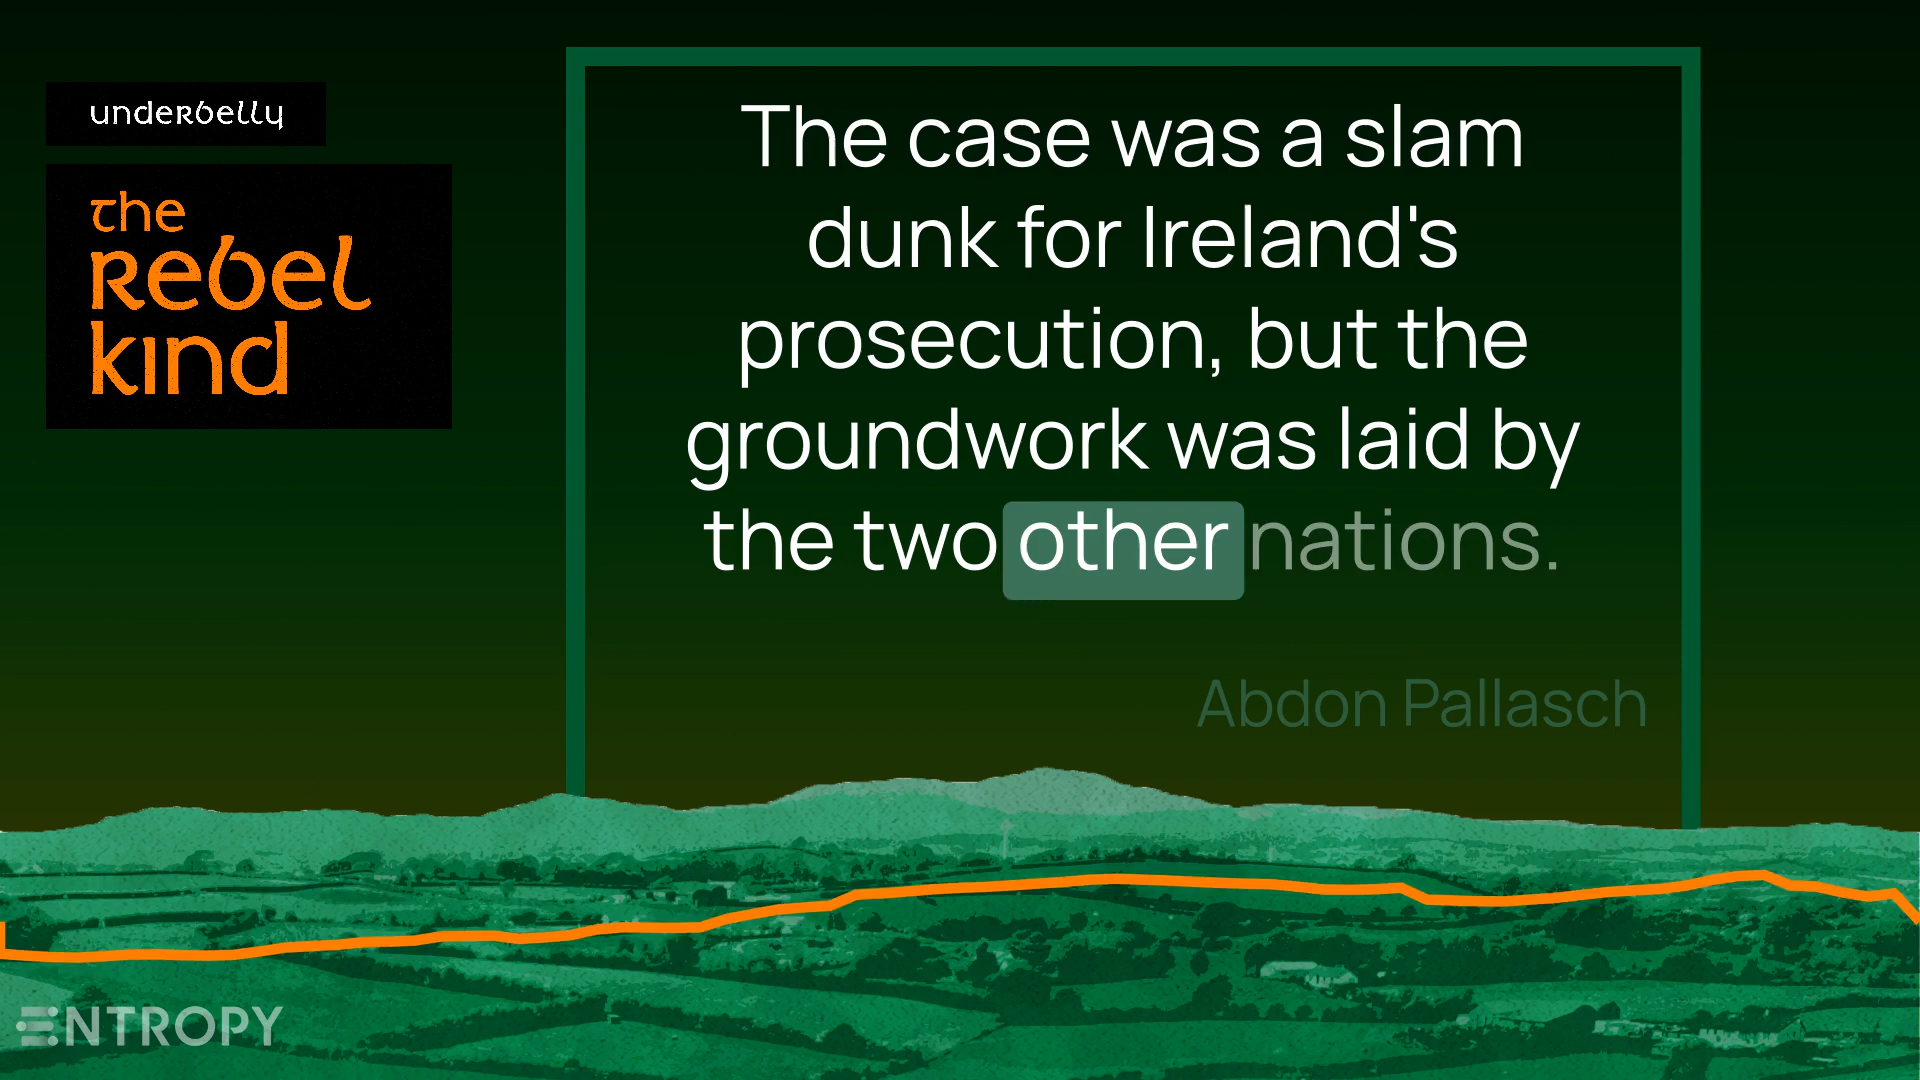 underbelly
the
Rebel
kind
The case was a slam
dunk for Ireland's
prosecution, but the
groundwork was laid by
the two other nations.
Abdon Pallasch
ENTROPY